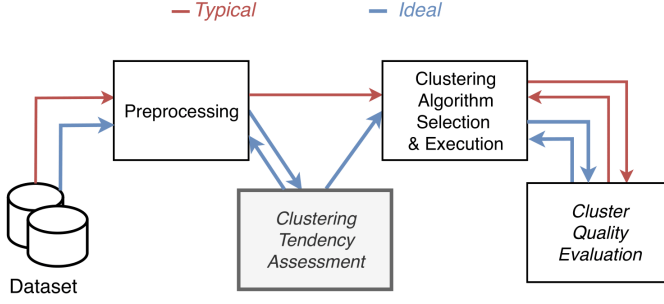 Typical
Ideal
Preprocessing
Clustering
Algorithm
Selection
& Execution
Clustering
Tendency
Assessment
Cluster
Quality
Evaluation
Dataset